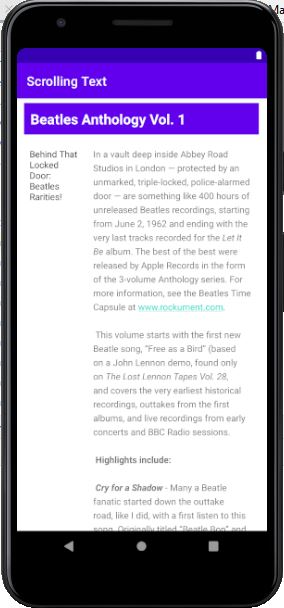 Ma
Scrolling Text
Beatles Anthology Vol. 1
Behind That
Locked
Door:
Beatles
Rarities!
In a vault deep inside Abbey Road
Studios in London — protected by an
unmarked, triple-locked, police-alarmed
door — are something like 400 hours of
unreleased Beatles recordings, starting
from June 2, 1962 and ending with the
very last tracks recorded for the Let It
Be album. The best of the best were
released by Apple Records in the form
of the 3-volume Anthology series. For
more information, see the Beatles Time
Capsule at www.rockument.com.
This volume starts with the first new
Beatle song, “Free as a Bird” (based
on a John Lennon demo, found only
on The Lost Lennon Tapes Vol. 28,
and covers the very earliest historical
recordings, outtakes from the first
albums, and live recordings from early
concerts and BBC Radio sessions.
Highlights include:
Cry for a Shadow - Many a Beatle
fanatic started down the outtake
road, like I did, with a first listen to this
song. Originally titled “Beatle Bop” and